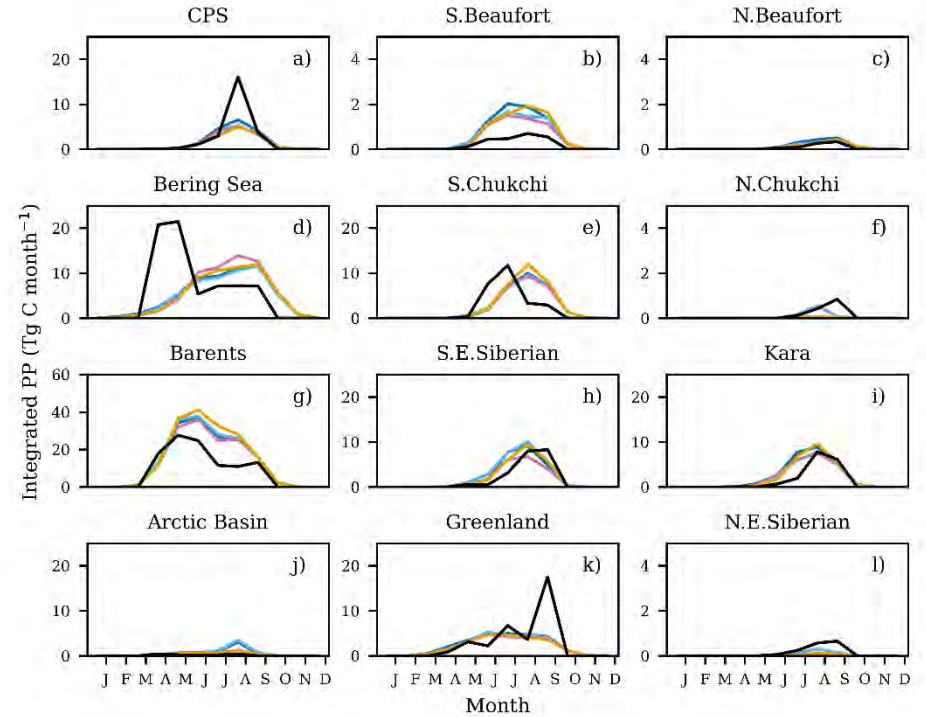 CPS S.Beaufort N.Beaufort
20 4 4
a) b) c)
10 2 2
0 0 0
Bering Sea S.Chukchi N.Chukchi
20 20 4
d) e) f)
10 10 2
0 0 0
Barents S.E.Siberian Kara
60
g) h) i)
40 20 20
20 10 10
0 0 0
Arctic Basin Greenland N.E.Siberian
20 20 4
j) k) l)
10 10 2
0 0 0
J F M A M J J A S O N D J F M A M J J A S O N D J F M A M J J A S O N D
Month
Integrated PP (Tg C month⁻¹)